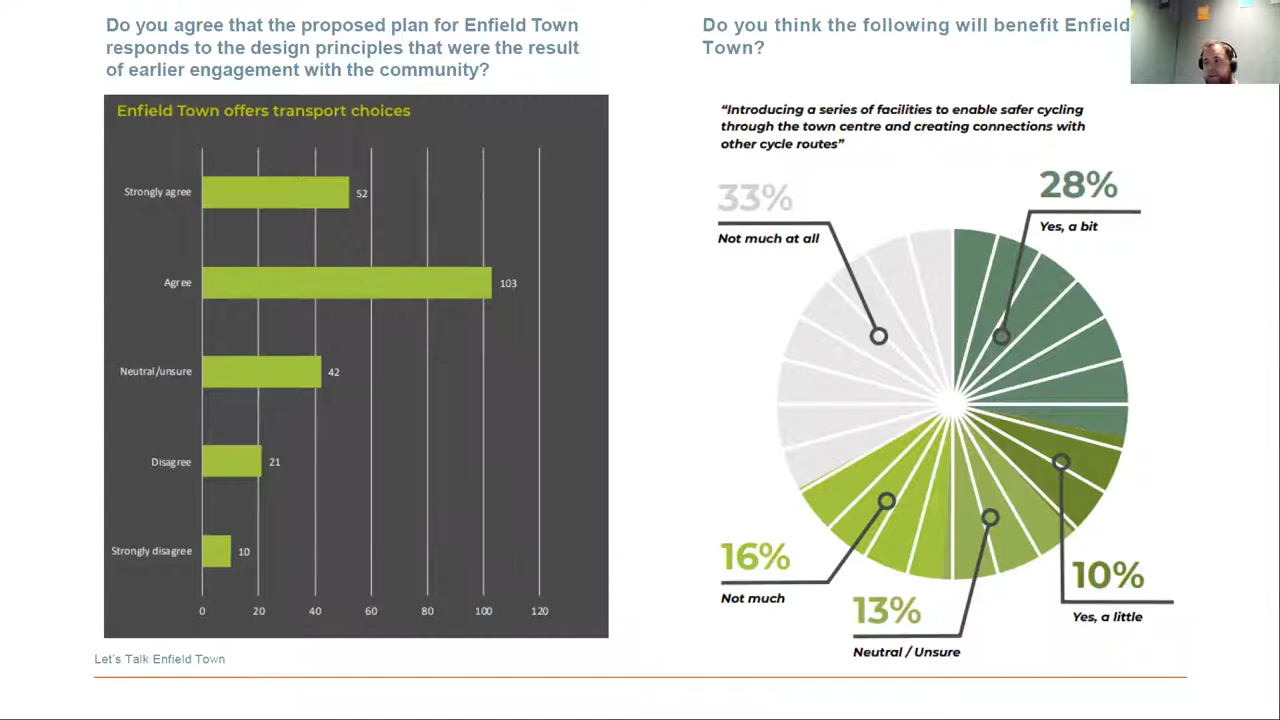 Do you agree that the proposed plan for Enfield Town
responds to the design principles that were the result
of earlier engagement with the community?
Enfield Town offers transport choices
Strongly agree
52
Agree
103
Neutral/unsure
42
Disagree
21
Strongly disagree
10
0 20 40 60 80 100 120
Let's Talk Enfield Town
Do you think the following will benefit Enfield
Town?
“Introducing a series of facilities to enable safer cycling
through the town centre and creating connections with
other cycle routes”
33%
Not much at all
28%
Yes, a bit
16%
Not much
13%
Neutral / Unsure
10%
Yes, a little